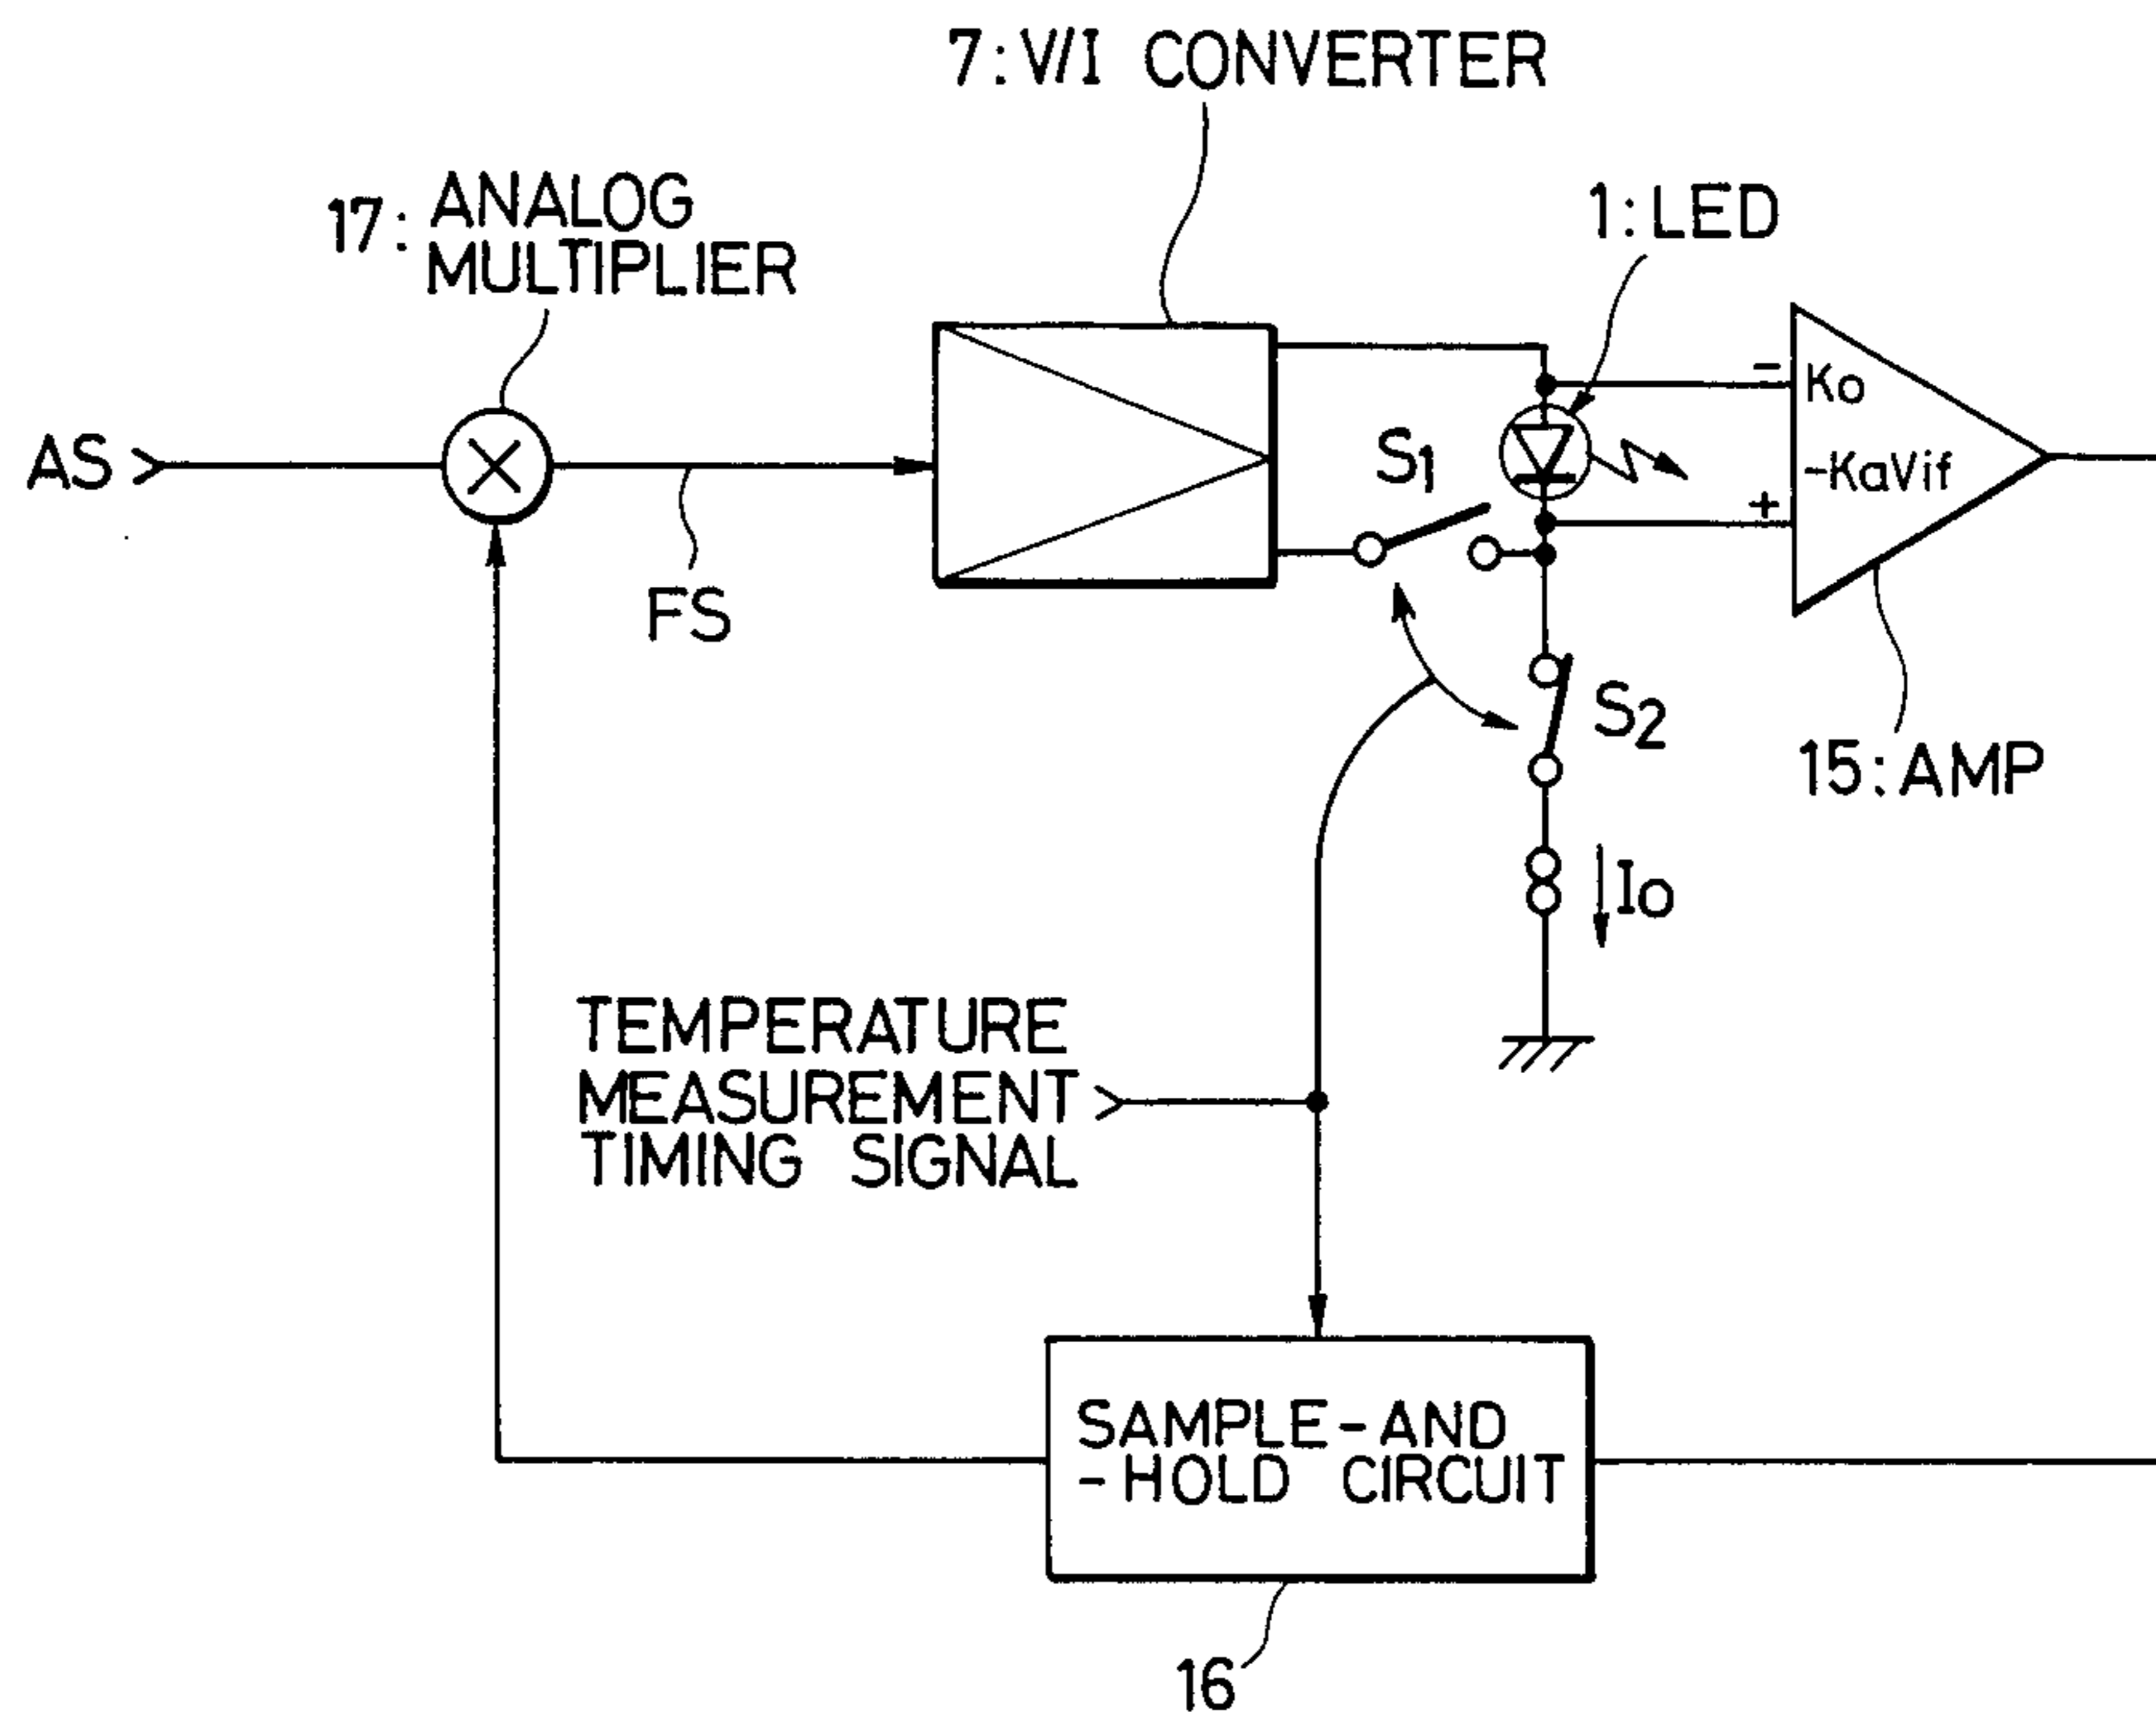 7: V/I CONVERTER
17: ANALOG
MULTIPLIER
1: LED
AS
FS
S1
-
Ko
-KaVif
+
S2
15: AMP
Io
TEMPERATURE
MEASUREMENT
TIMING SIGNAL
SAMPLE-AND
-HOLD CIRCUIT
16